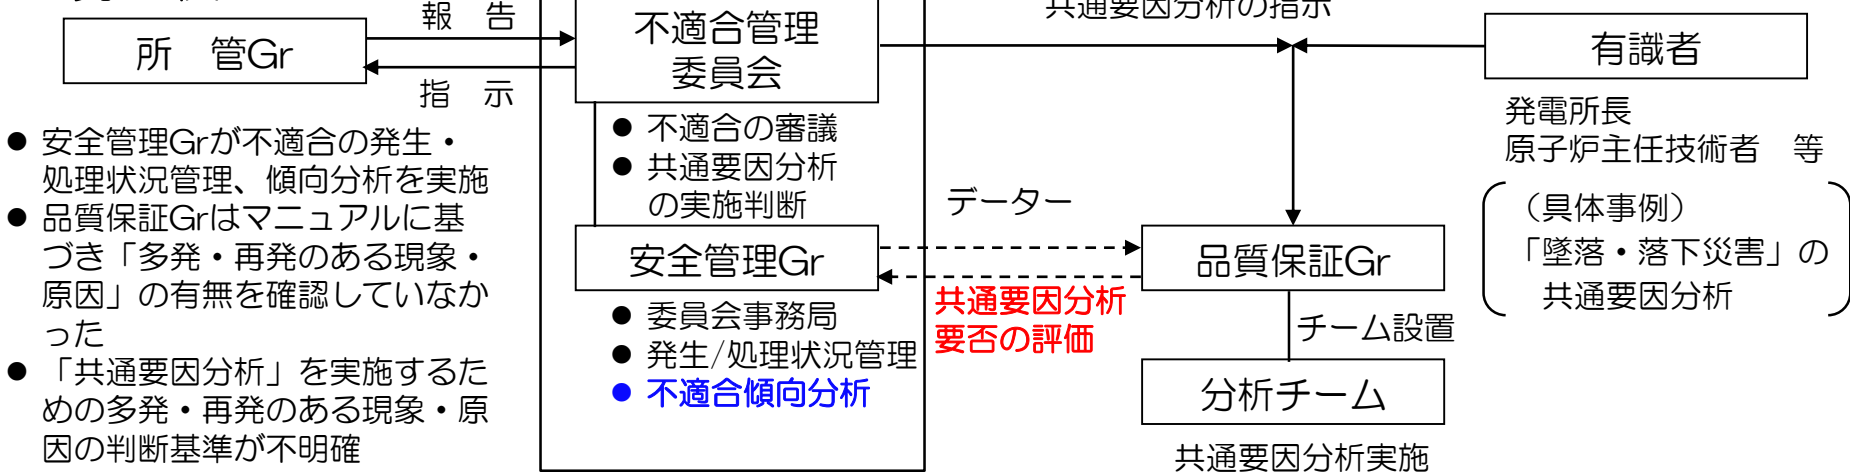 報　告
所　管Gr
指　示
不適合管理
委員会
共通要因分析の指示
有識者
発電所長
原子炉主任技術者　等
（具体事例）
「墜落・落下災害」の
共通要因分析
● 安全管理Grが不適合の発生・
処理状況管理、傾向分析を実施
● 品質保証Grはマニュアルに基
づき「多発・再発のある現象・
原因」の有無を確認していなか
った
● 「共通要因分析」を実施するた
めの多発・再発のある現象・原
因の判断基準が不明確
● 不適合の審議
● 共通要因分析
の実施判断
安全管理Gr
● 委員会事務局
● 発生/処理状況管理
● 不適合傾向分析
データー
共通要因分析
要否の評価
品質保証Gr
チーム設置
分析チーム
共通要因分析実施